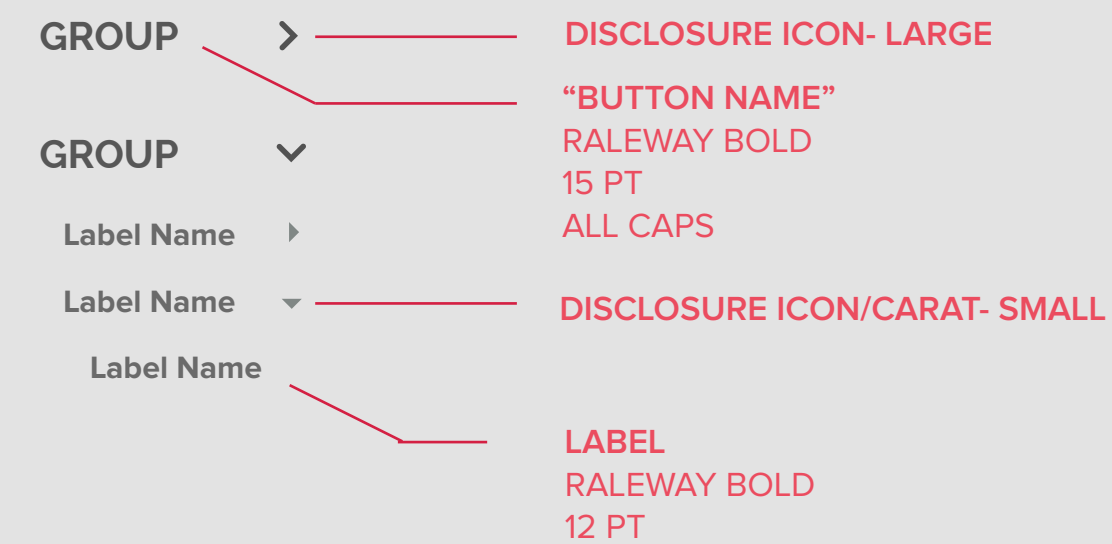 GROUP
DISCLOSURE ICON- LARGE
“BUTTON NAME”
RALEWAY BOLD
15 PT
ALL CAPS
GROUP
Label Name
Label Name
DISCLOSURE ICON/CARAT- SMALL
Label Name
LABEL
RALEWAY BOLD
12 PT